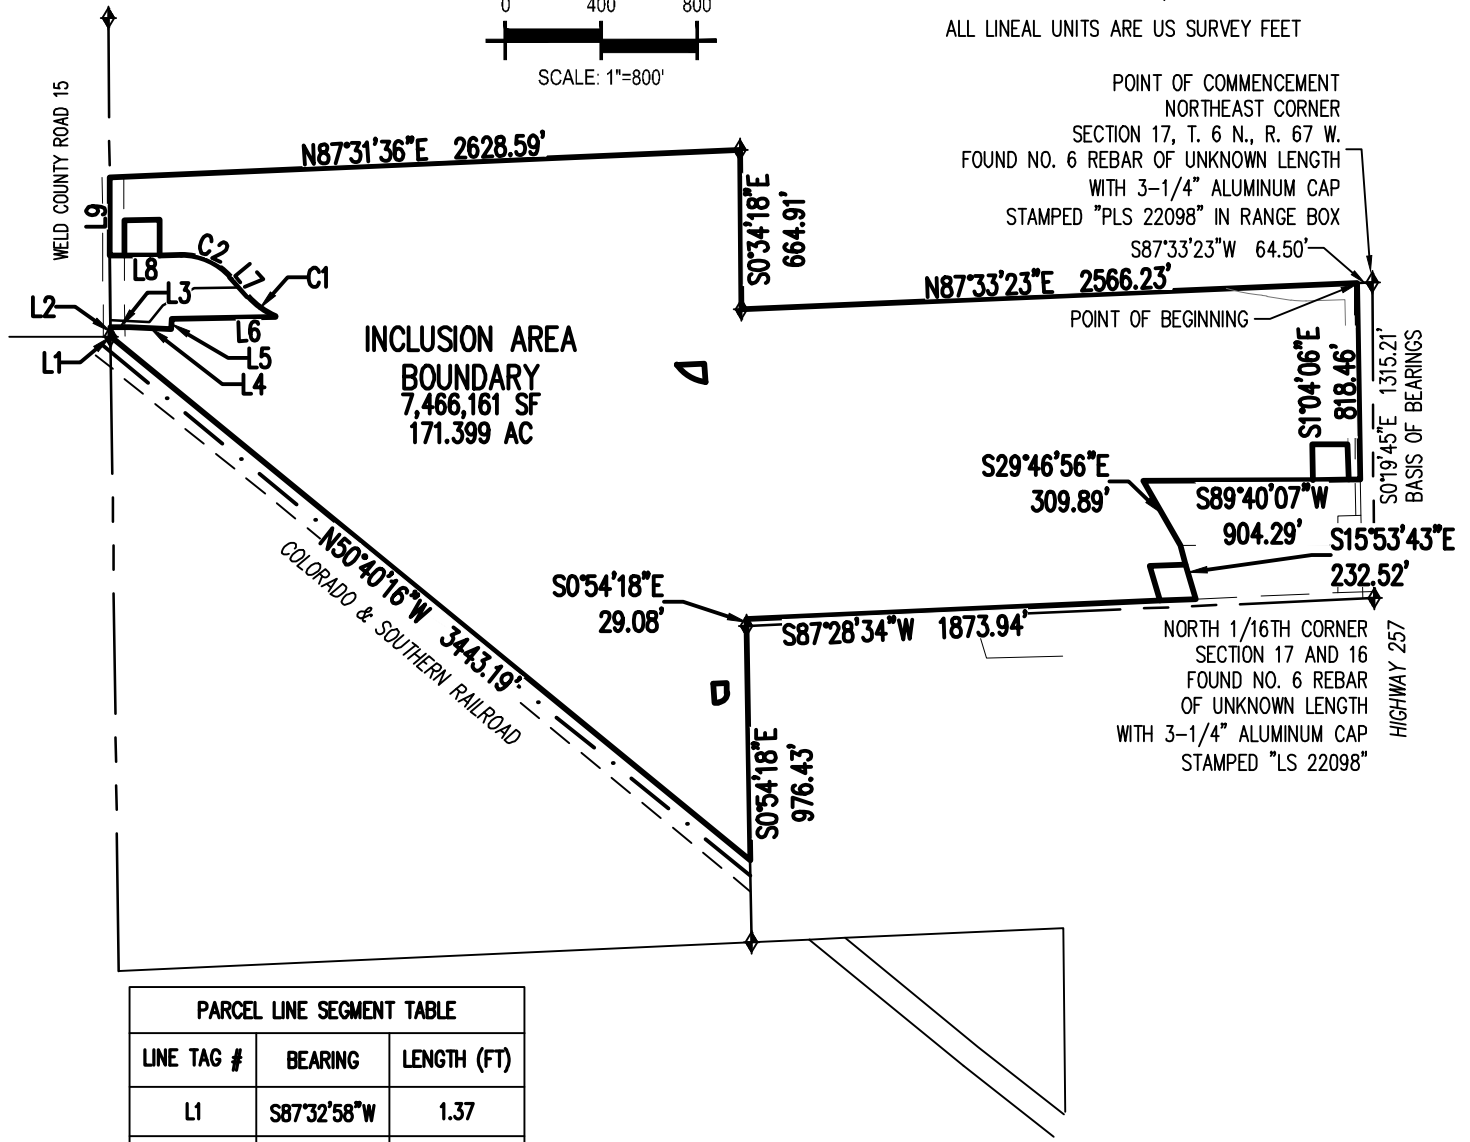 0 400 800
SCALE: 1"=800'
ALL LINEAL UNITS ARE US SURVEY FEET
POINT OF COMMENCEMENT
NORTHEAST CORNER
SECTION 17, T. 6 N., R. 67 W.
FOUND NO. 6 REBAR OF UNKNOWN LENGTH
WITH 3-1/4" ALUMINUM CAP
STAMPED "PLS 22098" IN RANGE BOX
S87°33'23"W 64.50'
WELD COUNTY ROAD 15
N87°31'36"E 2628.59'
S0°34'18"E
664.91'
N87°33'23"E 2566.23'
POINT OF BEGINNING
L9
C2
L7
C1
L8
L3
L2
L6
L5
L1
L4
INCLUSION AREA
BOUNDARY
7,466,161 SF
171.399 AC
S1°04'06"E
818.46'
S0°19'45"E 1315.21'
BASIS OF BEARINGS
S29°46'56"E
309.89'
S89°40'07"W
904.29'
S15°53'43"E
232.52'
N50°40'16"W 3443.19'
COLORADO & SOUTHERN RAILROAD
S0°54'18"E
29.08'
S87°28'34"W 1873.94'
NORTH 1/16TH CORNER
SECTION 17 AND 16
FOUND NO. 6 REBAR
OF UNKNOWN LENGTH
WITH 3-1/4" ALUMINUM CAP
STAMPED "LS 22098"
HIGHWAY 257
S0°54'18"E
976.43'
PARCEL LINE SEGMENT TABLE
LINE TAG # BEARING LENGTH (FT)
L1 S87°32'58"W 1.37